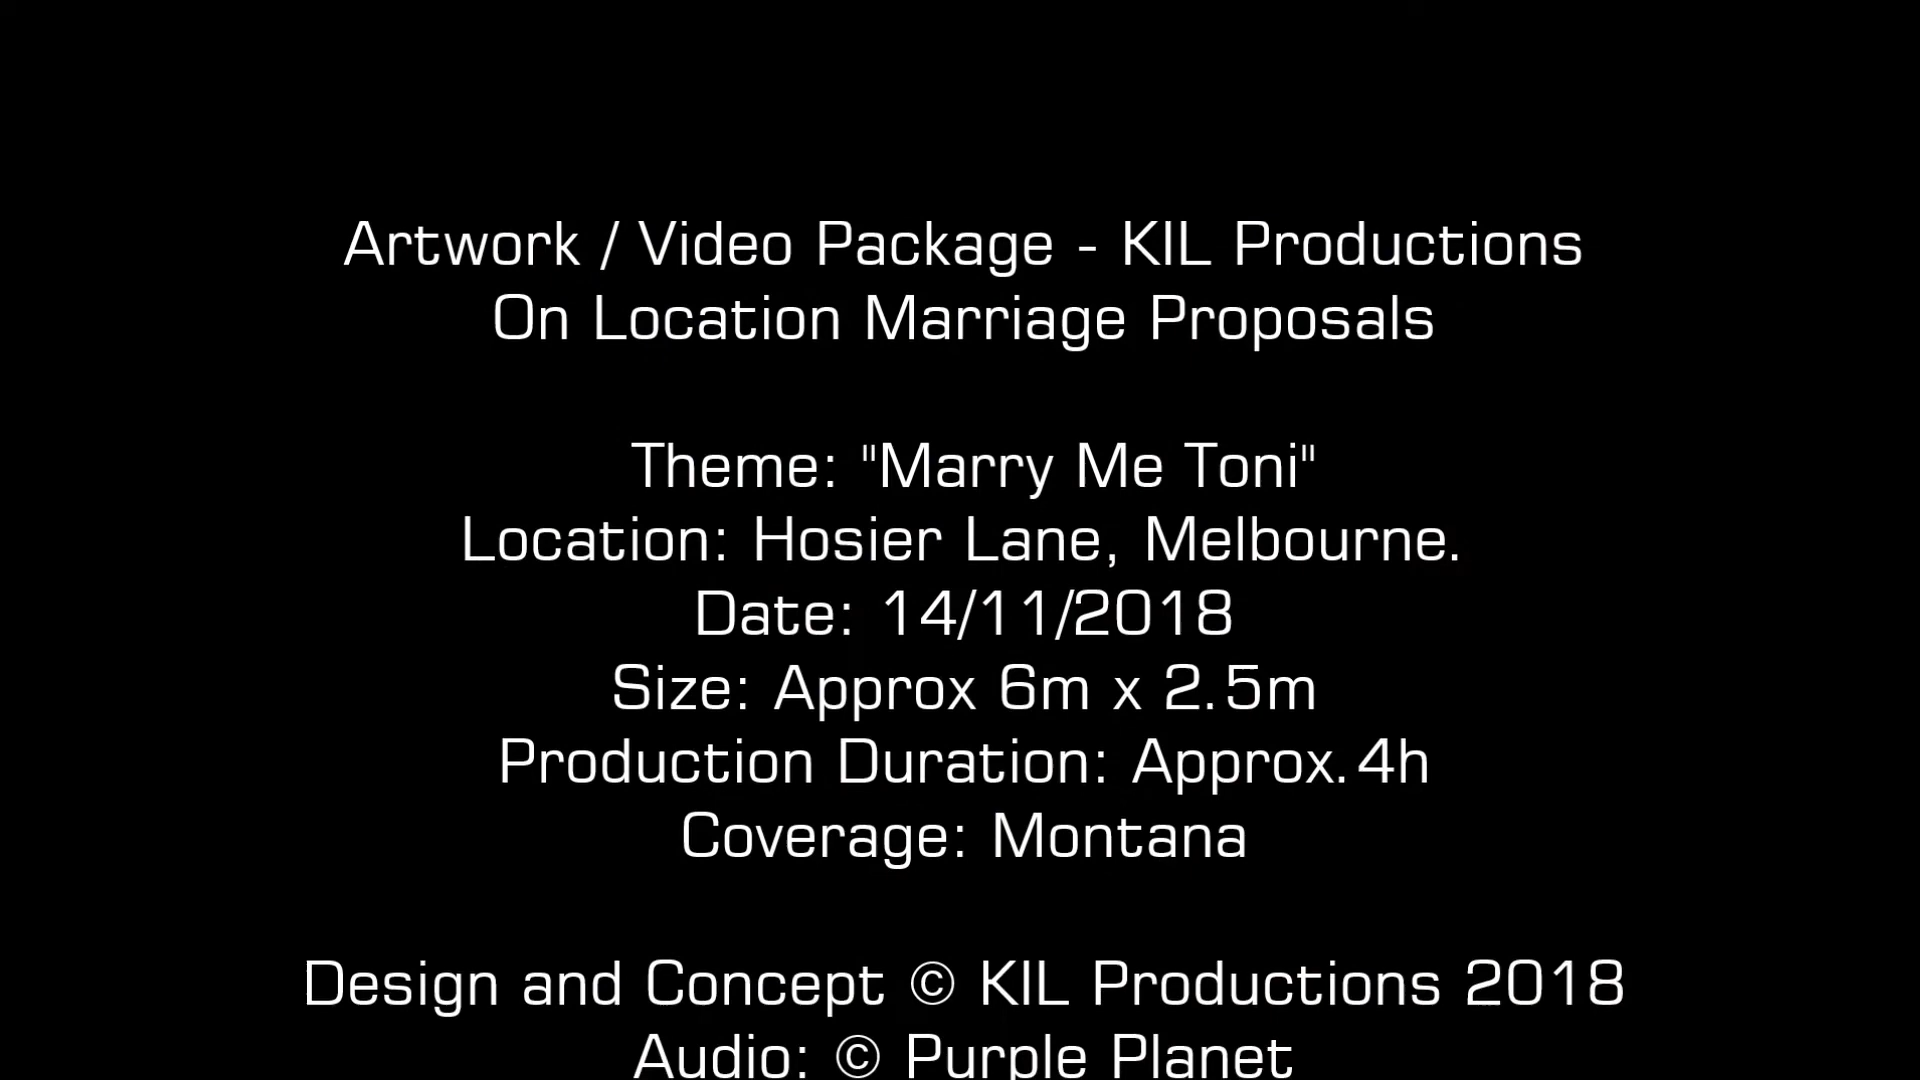 Artwork / Video Package - KIL Productions
On Location Marriage Proposals
Theme: "Marry Me Toni"
Location: Hosier Lane, Melbourne.
Date: 14/11/2018
Size: Approx 6m x 2.5m
Production Duration: Approx.4h
Coverage: Montana
Design and Concept © KIL Productions 2018
Audio: © Purple Planet